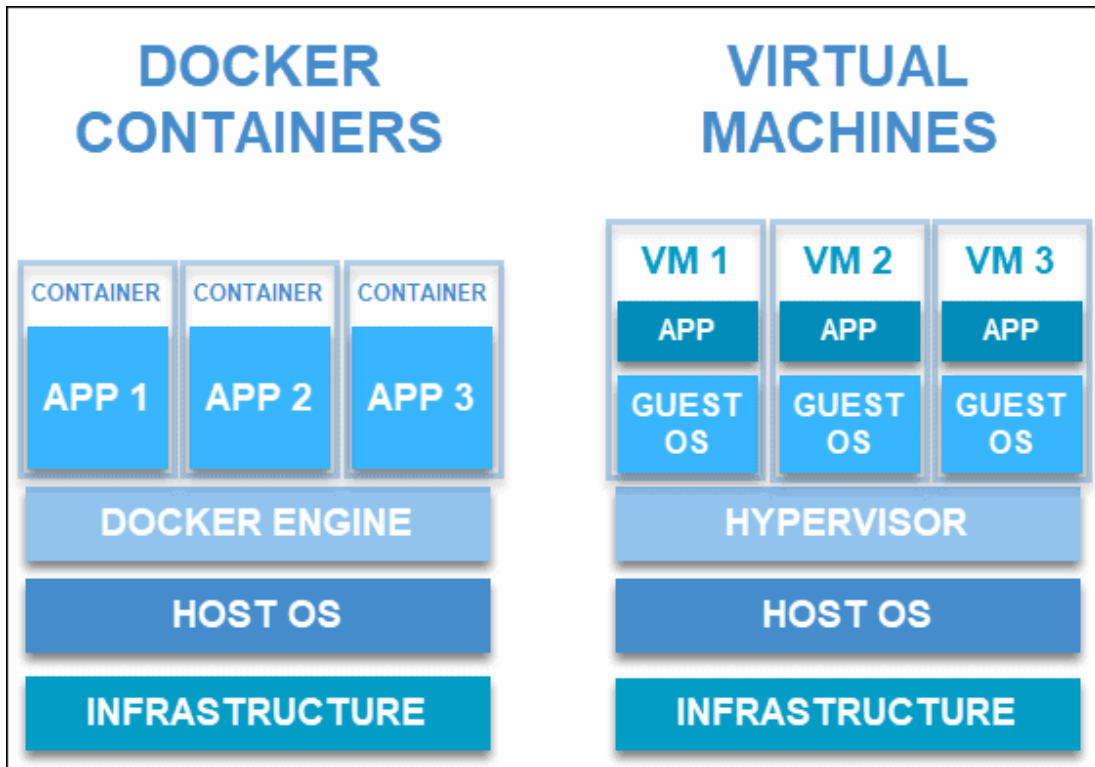 DOCKER
CONTAINERS
CONTAINER
CONTAINER
CONTAINER
APP 1
APP 2
APP 3
DOCKER ENGINE
HOST OS
INFRASTRUCTURE
VIRTUAL
MACHINES
VM 1
VM 2
VM 3
APP
APP
APP
GUEST
OS
GUEST
OS
GUEST
OS
HYPERVISOR
HOST OS
INFRASTRUCTURE